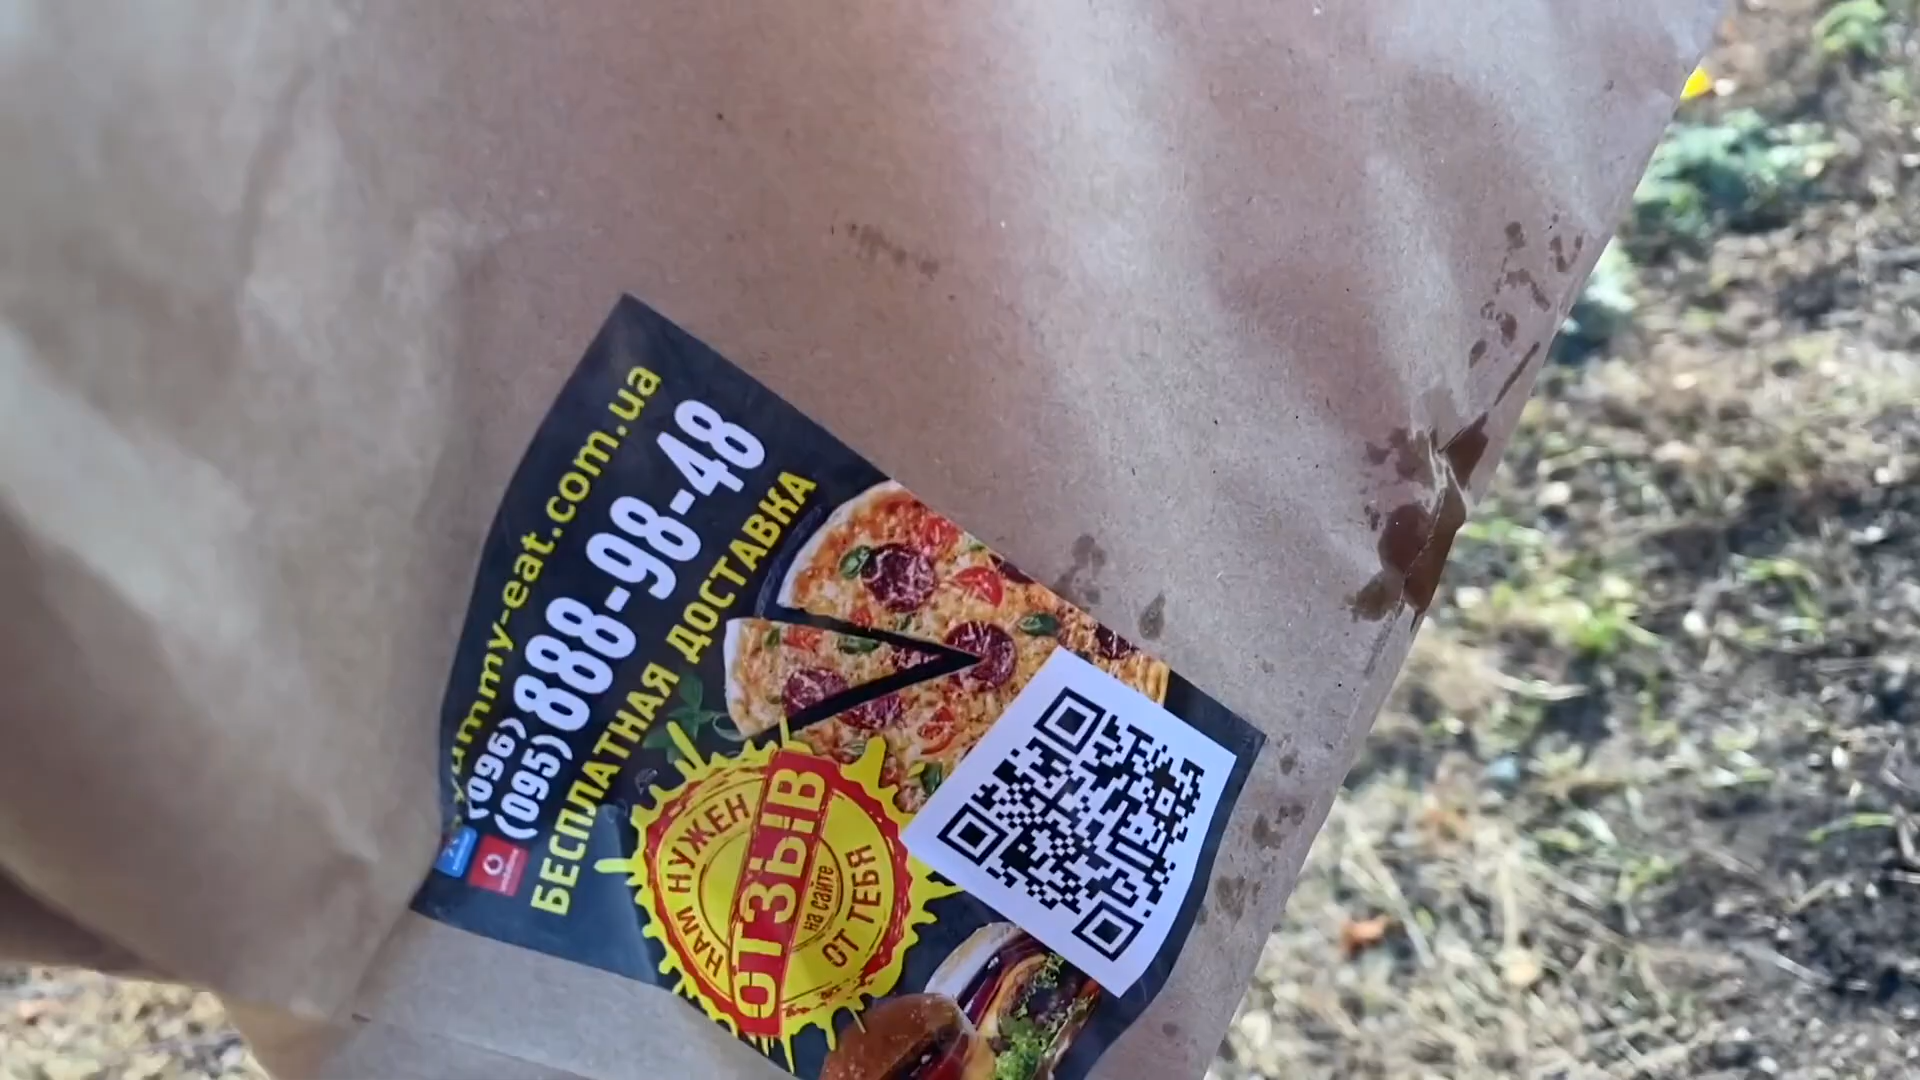 yummy-eat.com.ua
(096)
(095) 888-98-48
БЕСПЛАТНАЯ ДОСТАВКА
НАМ НУЖЕН
ОТЗЫВ
на сайте
ОТ ТЕБЯ